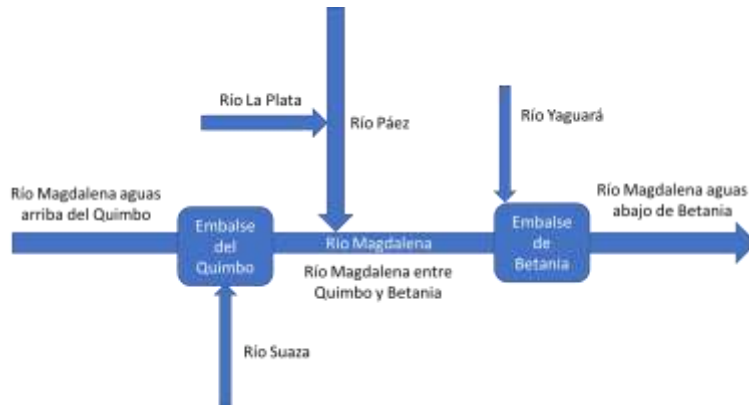 Río La Plata
Río Páez
Río Yaguará
Río Magdalena aguas
arriba del Quimbo
Embalse
del
Quimbo
Río Magdalena
Río Magdalena entre
Quimbo y Betania
Embalse
de
Betania
Río Magdalena aguas
abajo de Betania
Río Suaza